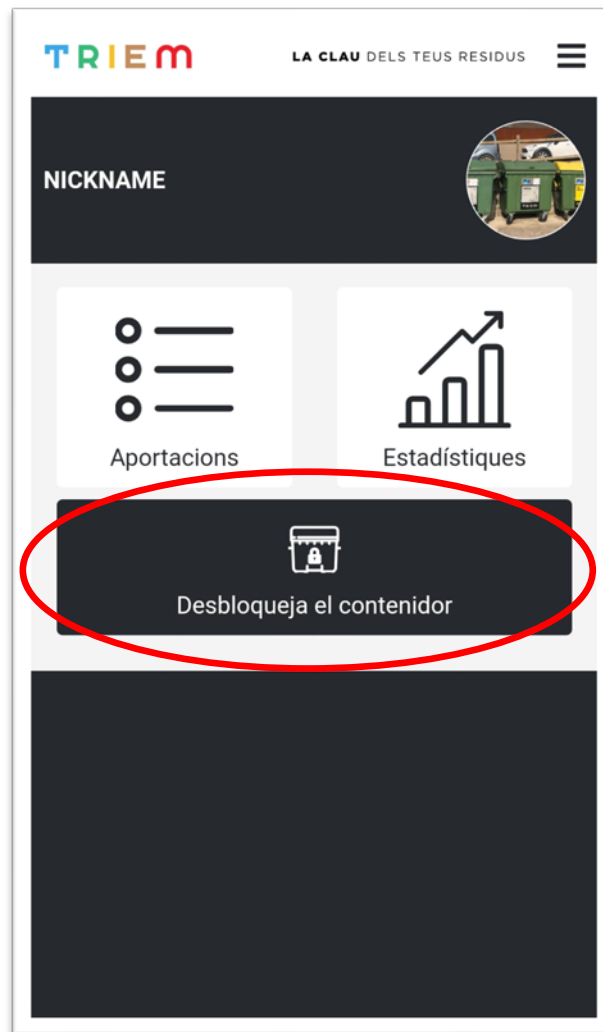 TRIEM
LA CLAU DELS TEUS RESIDUS
NICKNAME
Aportacions
Estadístiques
Desbloqueja el contenidor